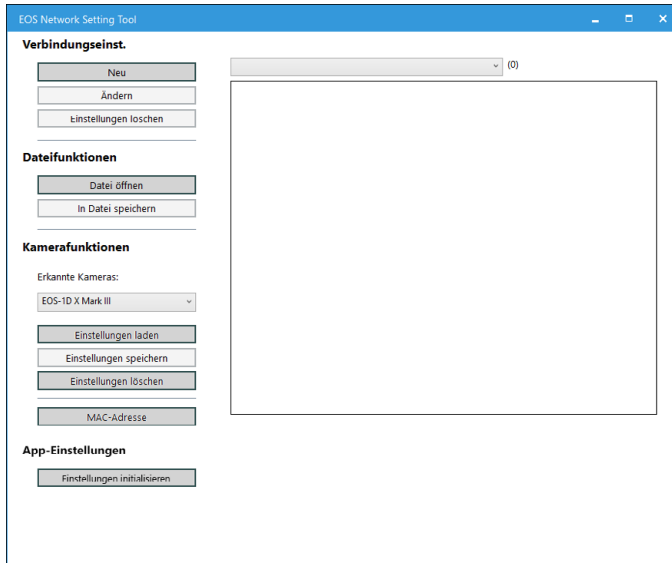 EOS Network Setting Tool
Verbindungseinst.
Neu
Ändern
Einstellungen löschen
(0)
Dateifunktionen
Datei öffnen
In Datei speichern
Kamerafunktionen
Erkannte Kameras:
EOS-1D X Mark III
Einstellungen laden
Einstellungen speichern
Einstellungen löschen
MAC-Adresse
App-Einstellungen
Einstellungen initialisieren